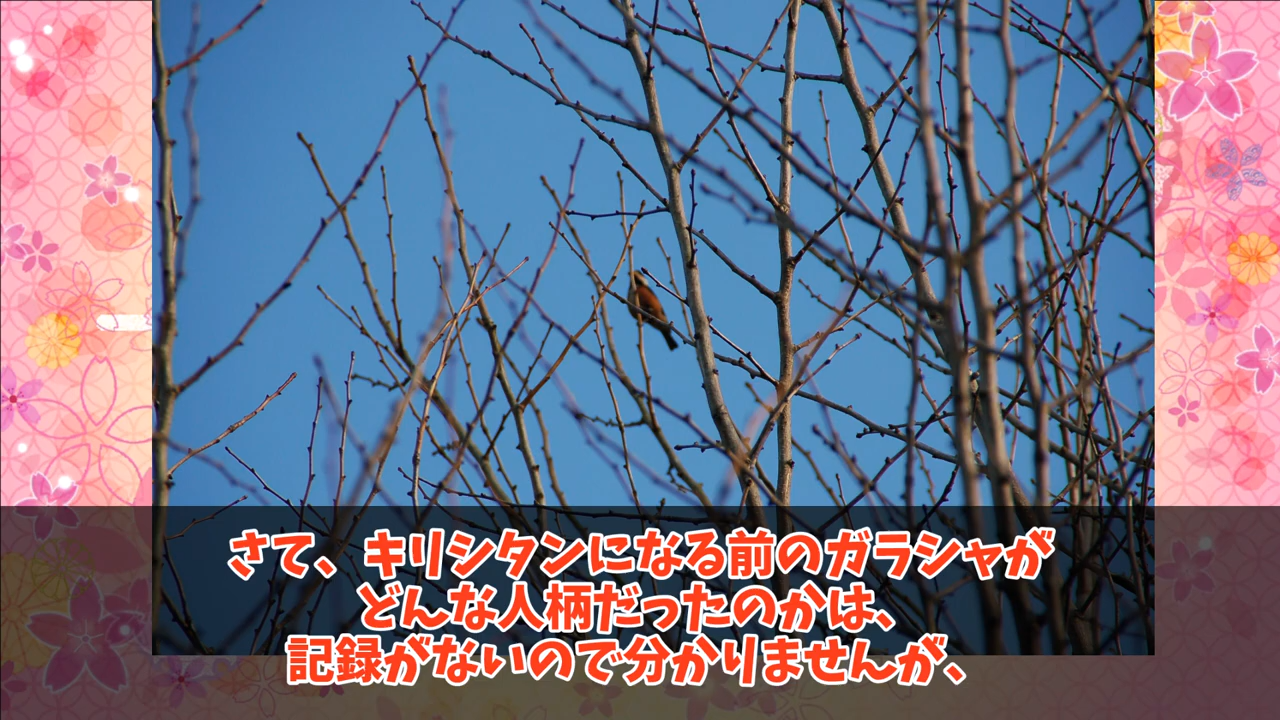 さて、キリシタンになる前のガラシャが
どんな人柄だったのかは、
記録がないので分かりませんが、